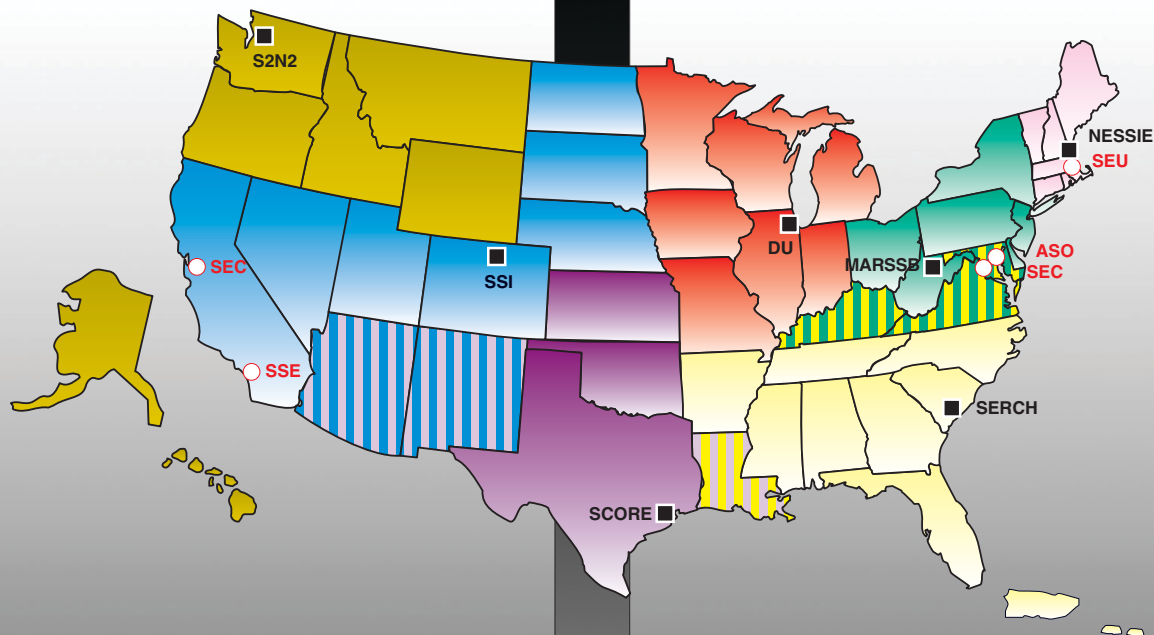 S2N2
NESSIE
SEU
DU
MARSSB
ASO
SEC
SEC
SSI
SSE
SERCH
SCORE